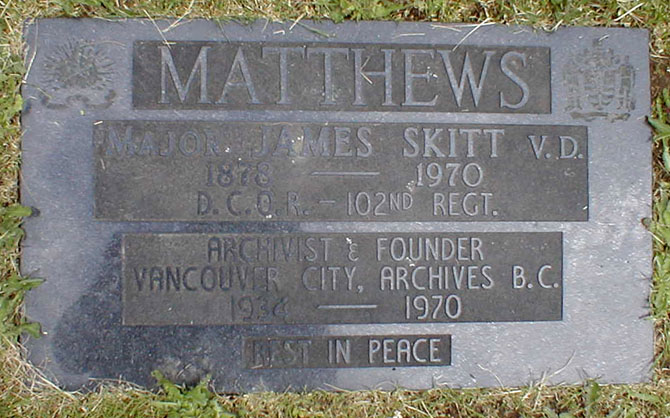 MATTHEWS
MAJOR JAMES SKITT V.D.
1878 — 1970
D.C.O.R. — 102ND REGT.
ARCHIVIST & FOUNDER
VANCOUVER CITY, ARCHIVES B.C.
1934 — 1970
REST IN PEACE